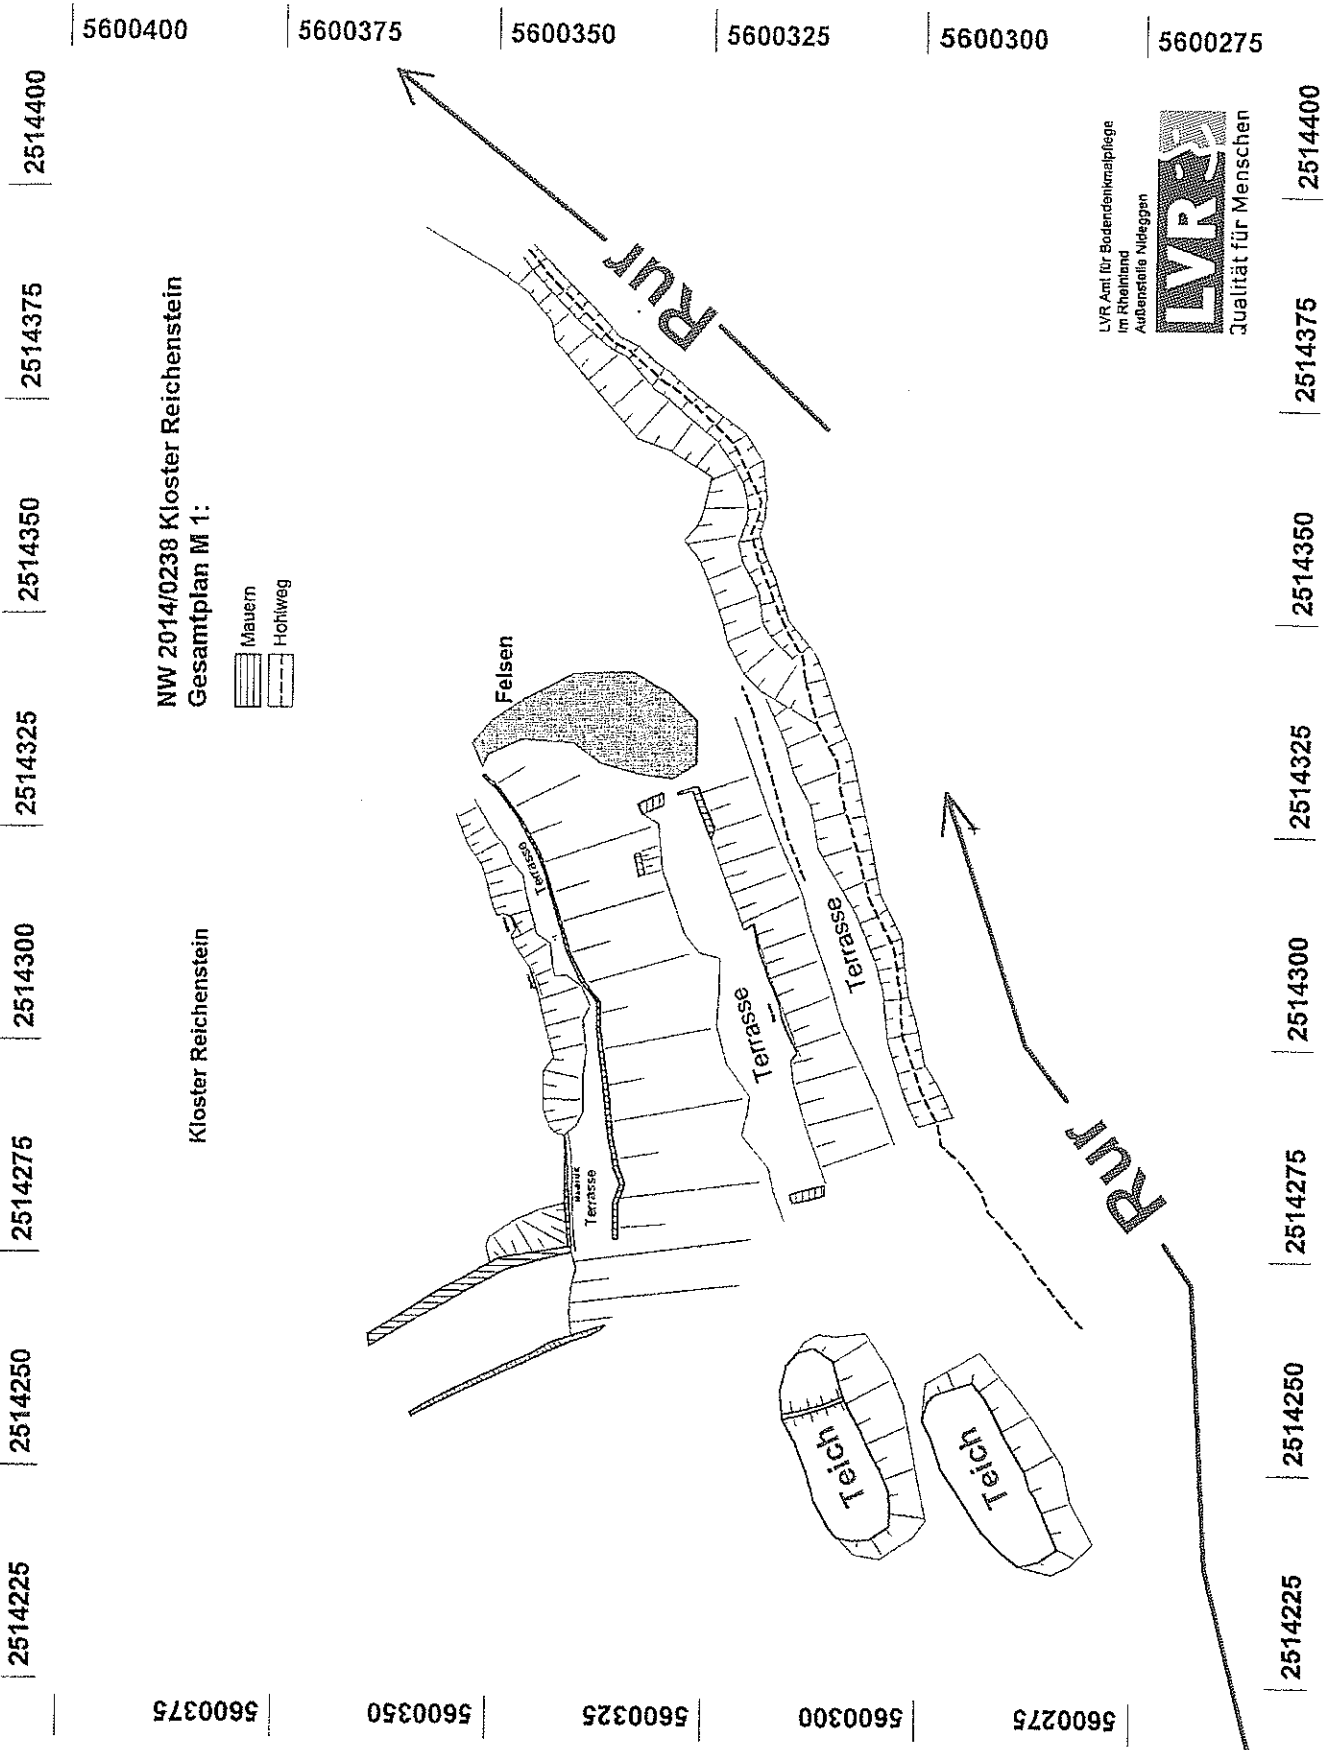 5600400
5600375
5600350
5600325
5600300
5600275
2514400
2514375
2514350
2514325
2514300
2514275
2514250
2514225
NW 2014/0238 Kloster Reichenstein
Gesamtplan M 1:
Mauern
Hohlweg
Kloster Reichenstein
Felsen
Terrasse
Terrasse
Terrasse
Terrasse
Teich
Teich
Rur
Rur
LVR Amt für Bodendenkmalpflege
im Rheinland
Außenstelle Nideggen
LVR
Qualität für Menschen
2514400
2514375
2514350
2514325
2514300
2514275
2514250
2514225
5600375
5600350
5600325
5600300
5600275